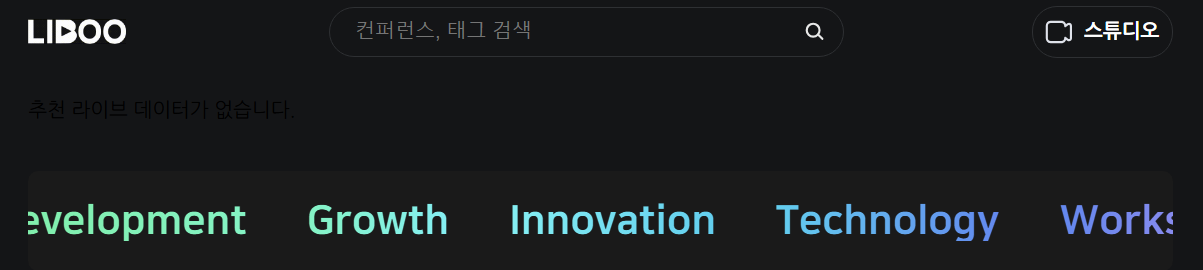 LIBOO 컨퍼런스, 태그 검색 스튜디오
추천 라이브 데이터가 없습니다.
evelopment Growth Innovation Technology Works